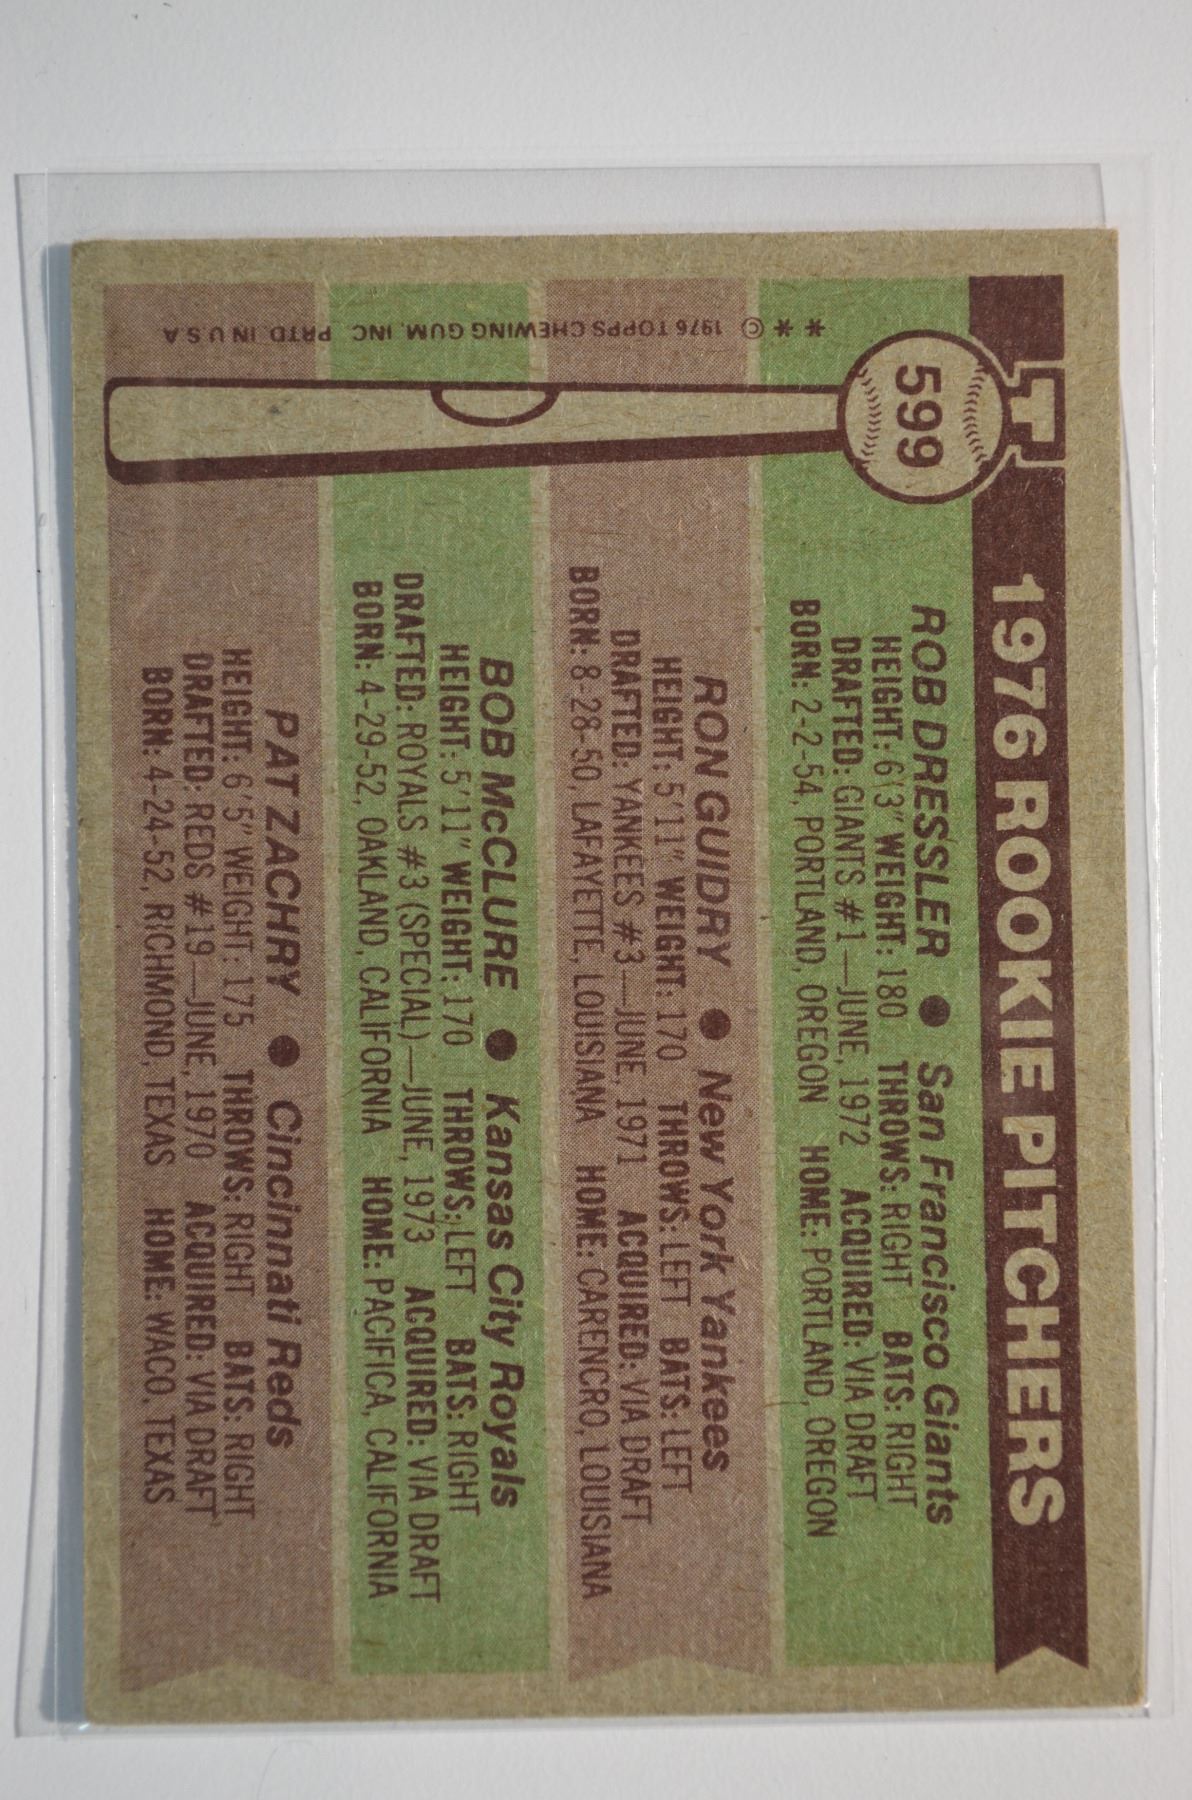 599
T
1976 ROOKIE PITCHERS
ROB DRESSLER ● San Francisco Giants
HEIGHT: 6'3" WEIGHT: 180 THROWS: RIGHT BATS: RIGHT
DRAFTED: GIANTS #1—JUNE, 1972 ACQUIRED: VIA DRAFT
BORN: 2-2-54, PORTLAND, OREGON HOME: PORTLAND, OREGON
RON GUIDRY ● New York Yankees
HEIGHT: 5'11" WEIGHT: 170 THROWS: LEFT BATS: LEFT
DRAFTED: YANKEES #3—JUNE, 1971 ACQUIRED: VIA DRAFT
BORN: 8-28-50, LAFAYETTE, LOUISIANA HOME: CARENCRO, LOUISIANA
BOB McCLURE ● Kansas City Royals
HEIGHT: 5'11" WEIGHT: 170 THROWS: LEFT BATS: RIGHT
DRAFTED: ROYALS #3 (SPECIAL)—JUNE, 1973 ACQUIRED: VIA DRAFT
BORN: 4-29-52, OAKLAND, CALIFORNIA HOME: PACIFICA, CALIFORNIA
PAT ZACHRY ● Cincinnati Reds
HEIGHT: 6'5" WEIGHT: 175 THROWS: RIGHT BATS: RIGHT
DRAFTED: REDS #19—JUNE, 1970 ACQUIRED: VIA DRAFT
BORN: 4-24-52, RICHMOND, TEXAS HOME: WACO, TEXAS
* * © 1976 TOPPS CHEWING GUM, INC. PRTD. IN U.S.A.